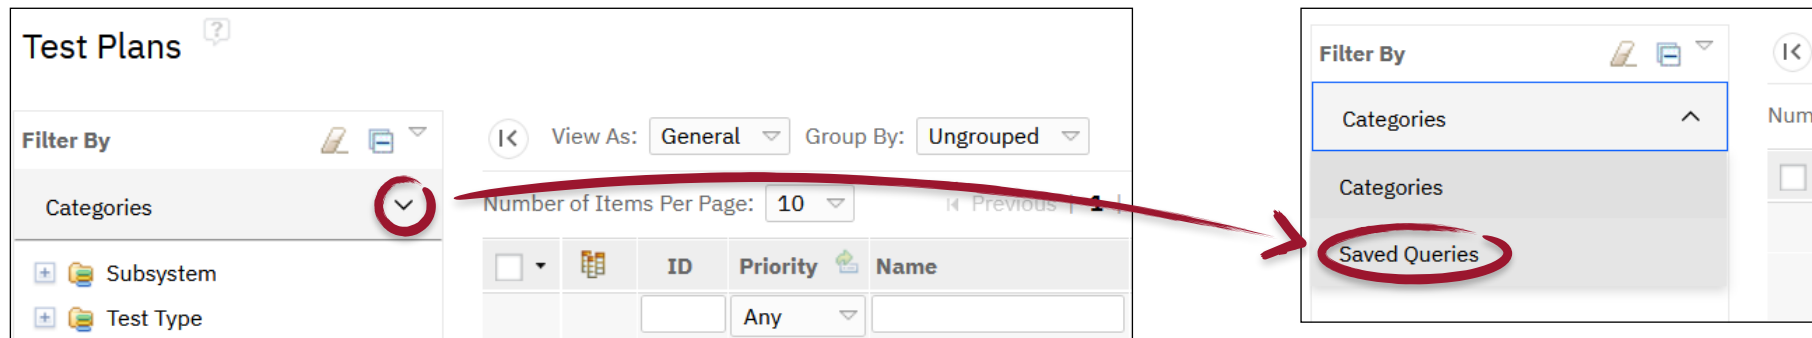 Test Plans ?
Filter By
Categories
Subsystem
Test Type
View As: General Group By: Ungrouped
Number of Items Per Page: 10 Previous | 1 |
ID Priority Name
Any
Filter By
Categories
Categories
Saved Queries
Num